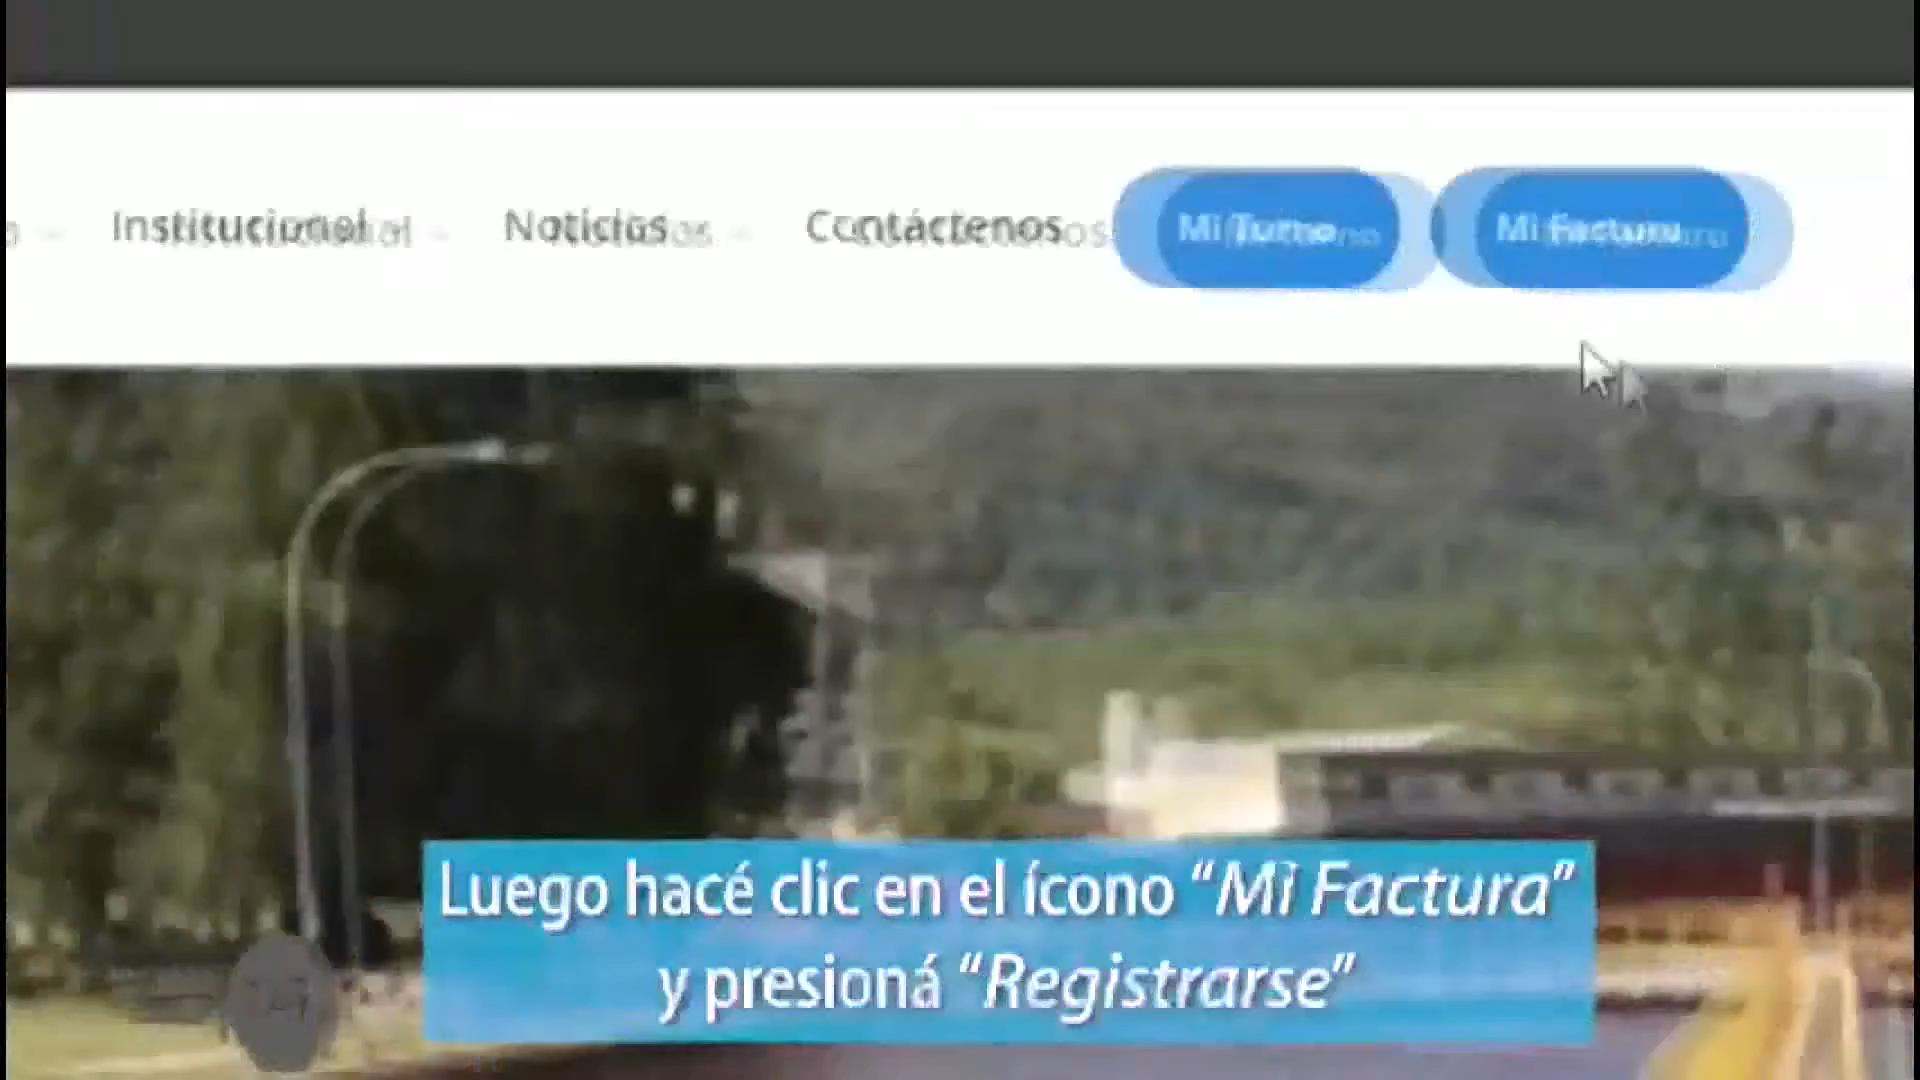 Institucional Noticias Contáctenos Mi Turno Mi Factura
Luego hacé clic en el ícono “Mi Factura”
y presioná “Registrarse”